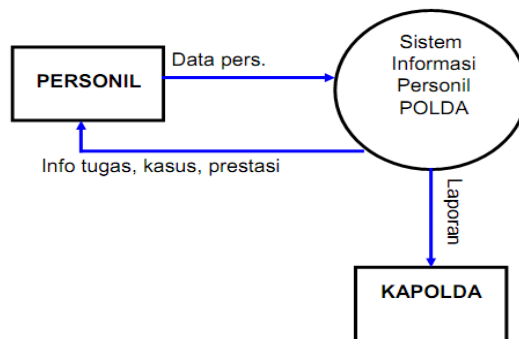 Sistem
Informasi
Personil
POLDA
Data pers.
PERSONIL
Info tugas, kasus, prestasi
Laporan
KAPOLDA